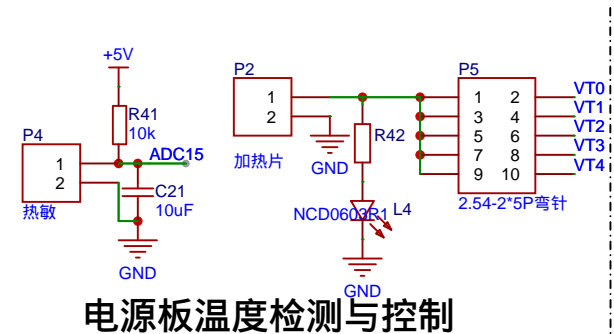 +5V
R41
10k
P4
1
2
热敏
ADC15
C21
10uF
GND
P2
1
2
加热片
GND
R42
NCD0603R1
L4
GND
P5
1 2
3 4
5 6
7 8
9 10
2.54-2*5P弯针
VT0
VT1
VT2
VT3
VT4
电源板温度检测与控制